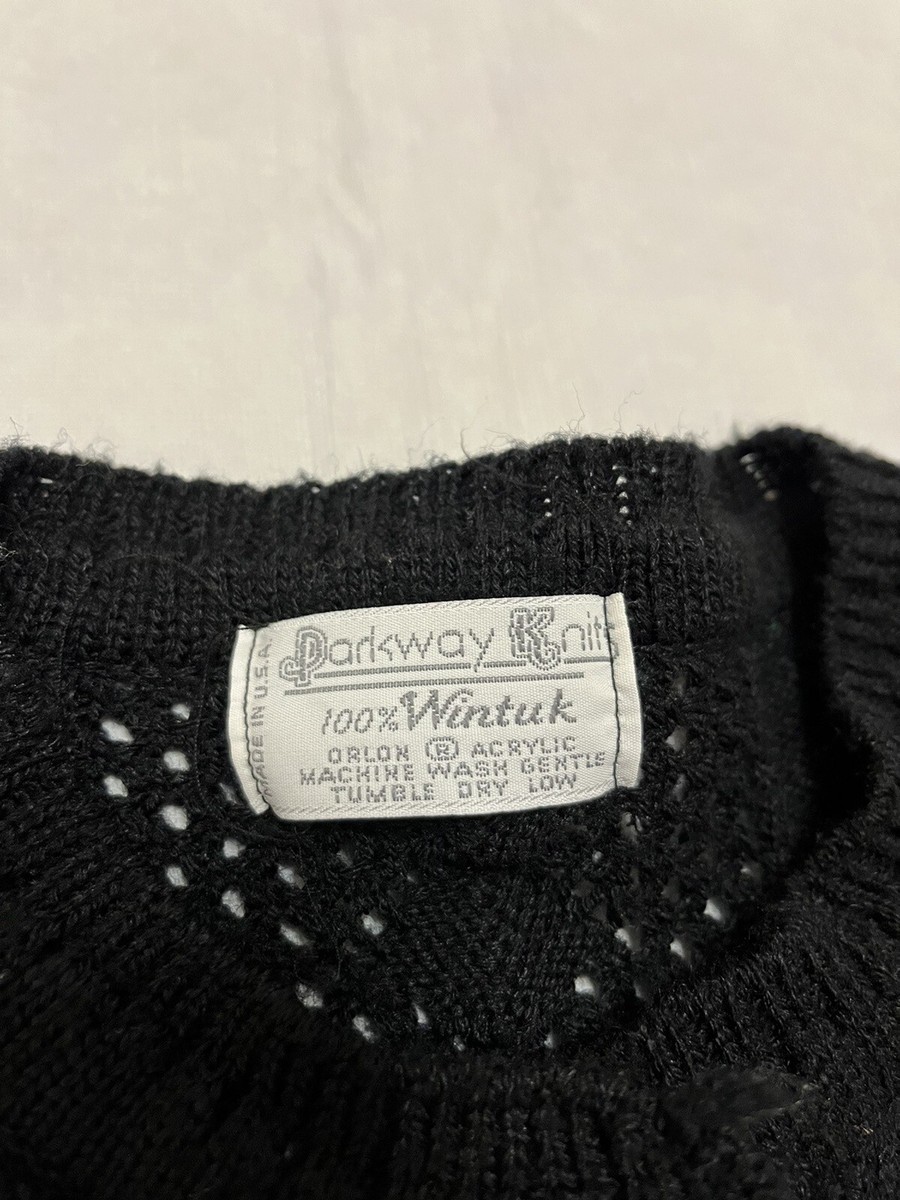 Parkway Knits
100% Wintuk
ORLON ® ACRYLIC
MACHINE WASH GENTLE
TUMBLE DRY LOW
MADE IN U.S.A.